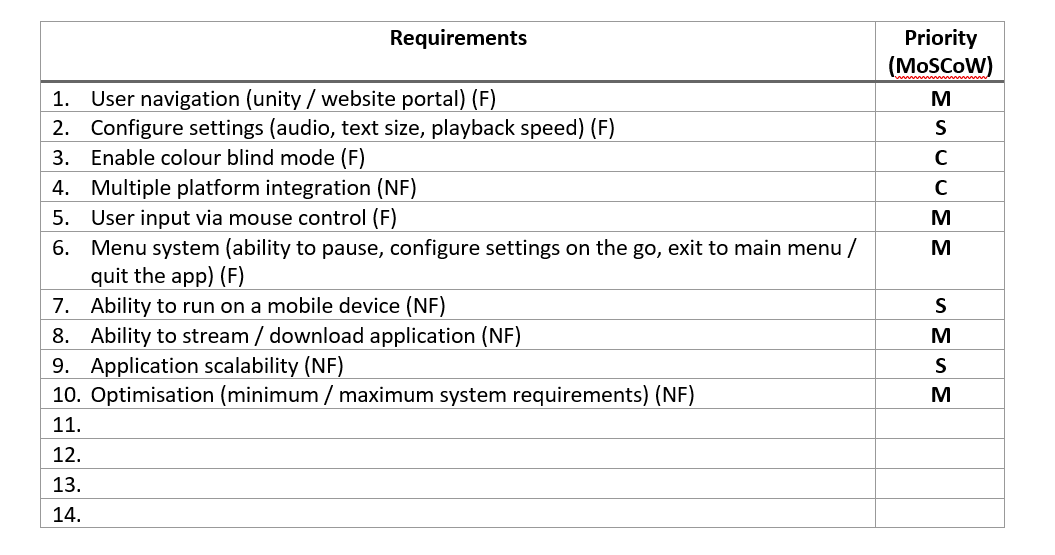 Requirements
Priority
(MoSCoW)
1. User navigation (unity / website portal) (F) M
2. Configure settings (audio, text size, playback speed) (F) S
3. Enable colour blind mode (F) C
4. Multiple platform integration (NF) C
5. User input via mouse control (F) M
6. Menu system (ability to pause, configure settings on the go, exit to main menu / M
quit the app) (F)
7. Ability to run on a mobile device (NF) S
8. Ability to stream / download application (NF) M
9. Application scalability (NF) S
10. Optimisation (minimum / maximum system requirements) (NF) M
11.
12.
13.
14.